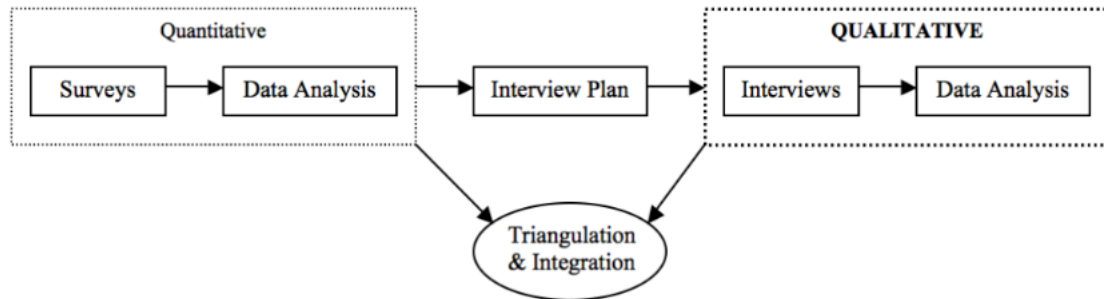 Quantitative
QUALITATIVE
Surveys
Data Analysis
Interview Plan
Interviews
Data Analysis
Triangulation
& Integration